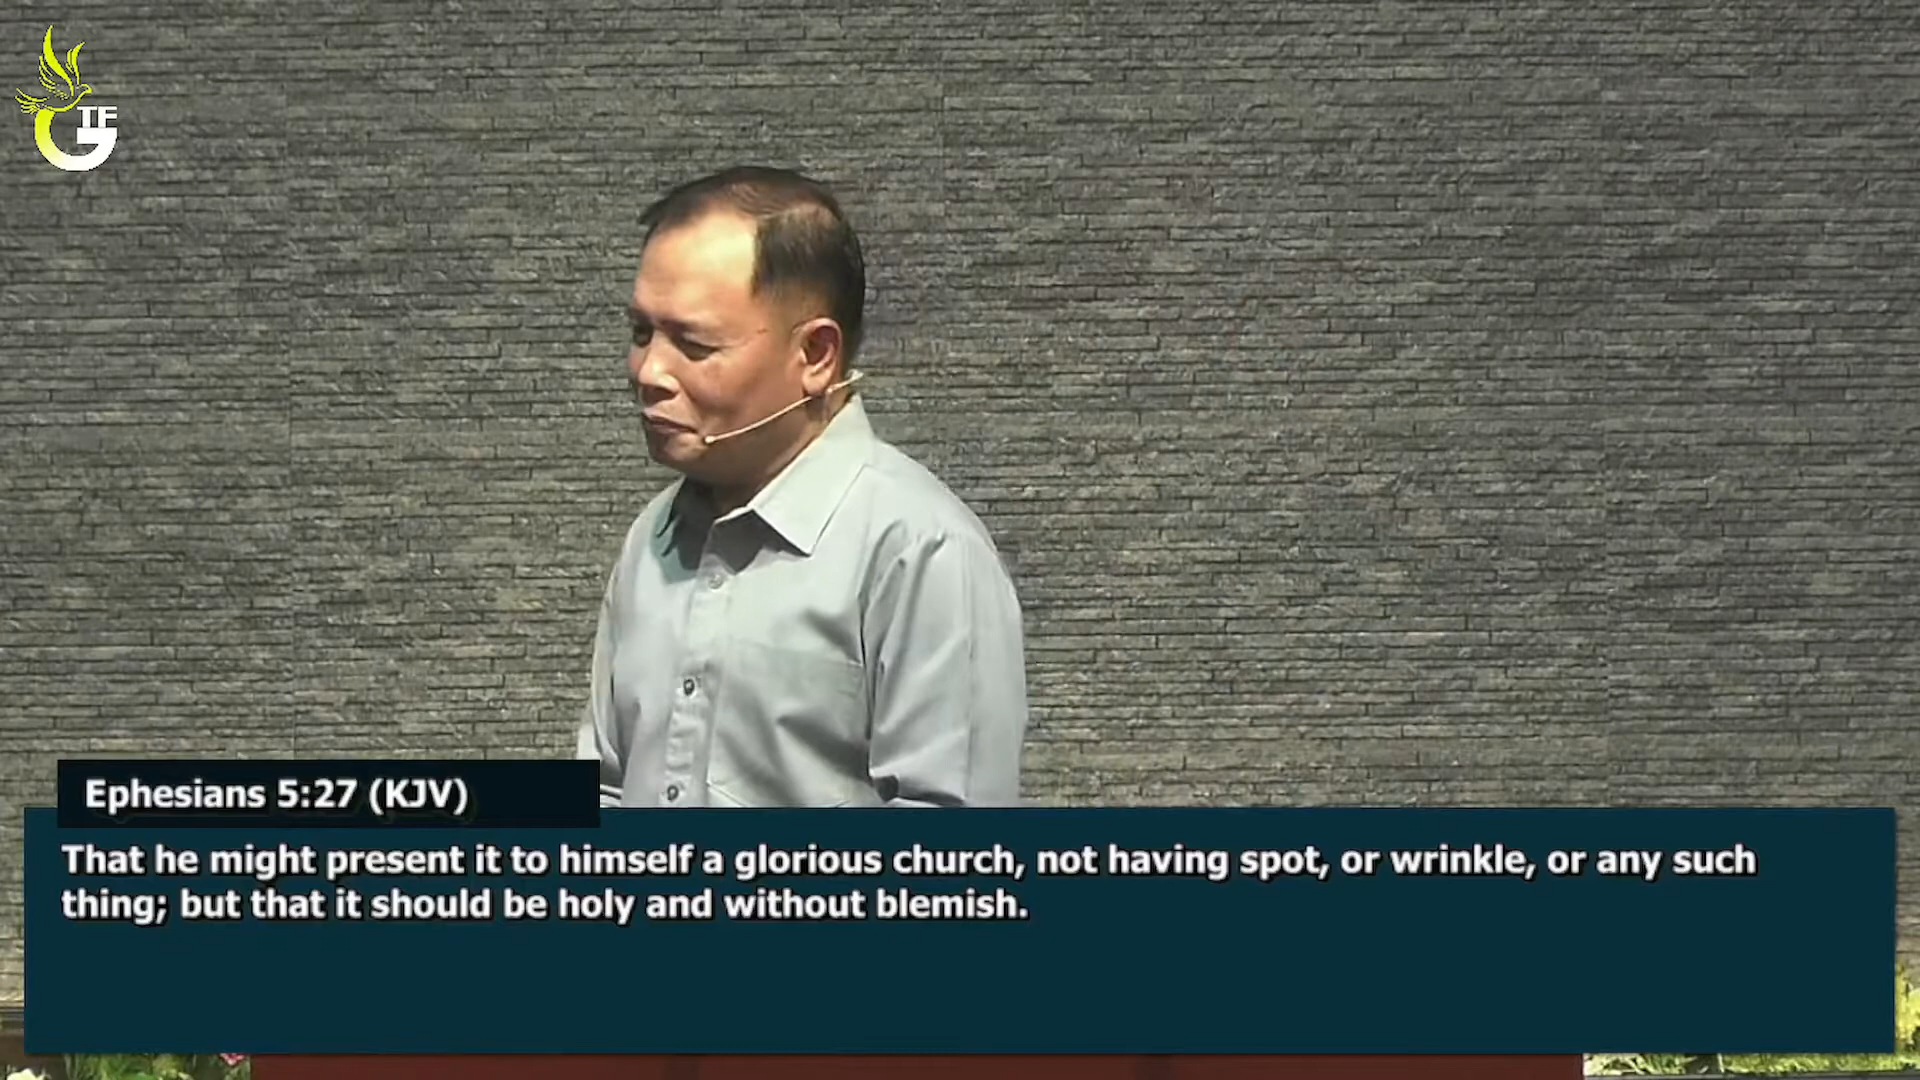 GTF
Ephesians 5:27 (KJV)
That he might present it to himself a glorious church, not having spot, or wrinkle, or any such
thing; but that it should be holy and without blemish.